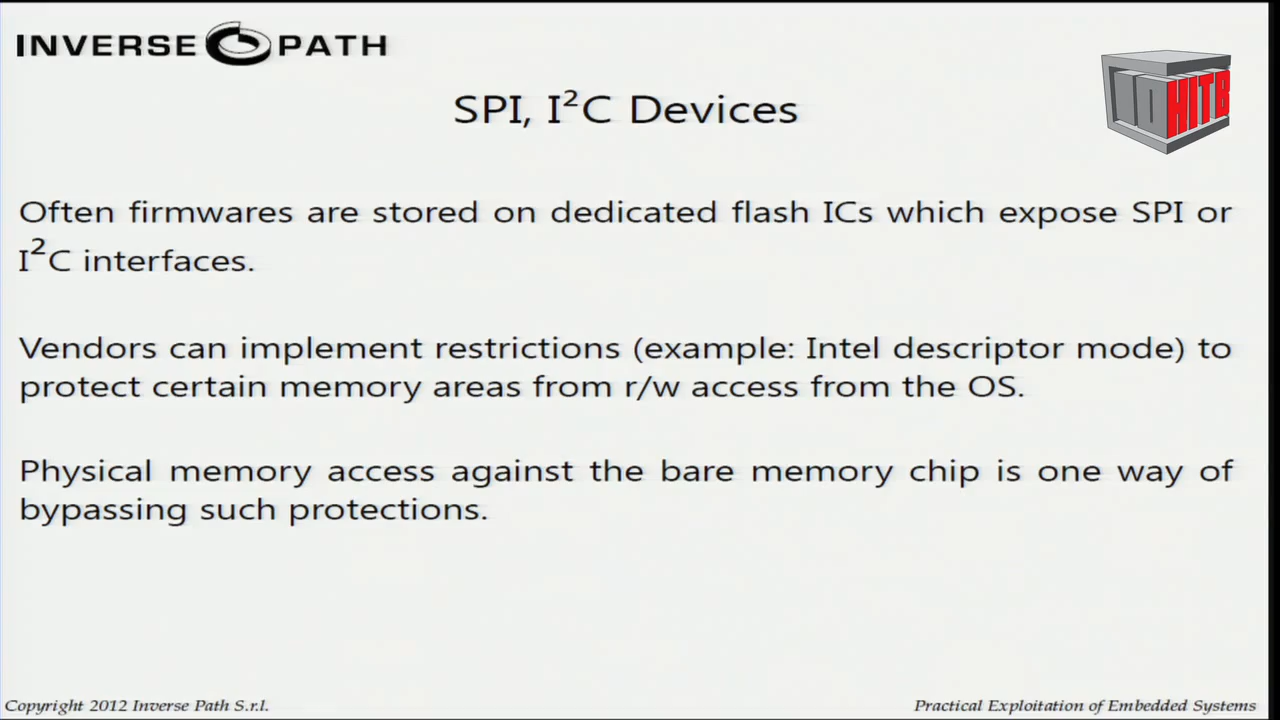 INVERSE PATH
10 HITB
SPI, I²C Devices
Often firmwares are stored on dedicated flash ICs which expose SPI or
I²C interfaces.
Vendors can implement restrictions (example: Intel descriptor mode) to
protect certain memory areas from r/w access from the OS.
Physical memory access against the bare memory chip is one way of
bypassing such protections.
Copyright 2012 Inverse Path S.r.l.
Practical Exploitation of Embedded Systems